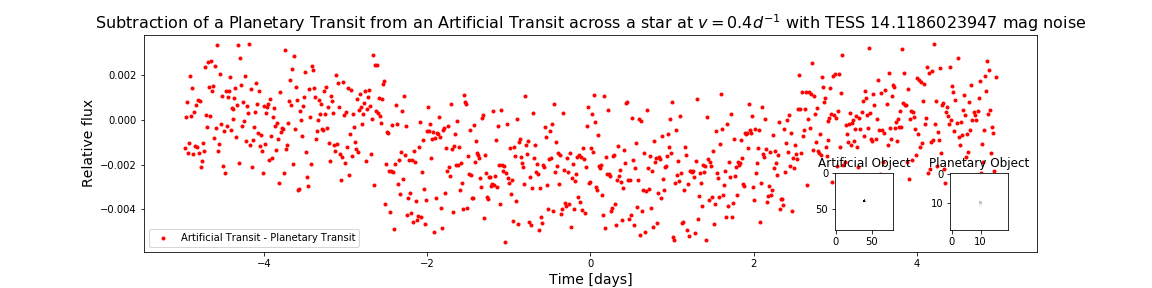 Subtraction of a Planetary Transit from an Artificial Transit across a star at v = 0.4d⁻¹ with TESS 14.1186023947 mag noise
Relative flux
0.002
0.000
−0.002
−0.004
Artificial Object
0
50
0 50
Planetary Object
0
10
0 10
Artificial Transit - Planetary Transit
−4 −2 0 2 4
Time [days]